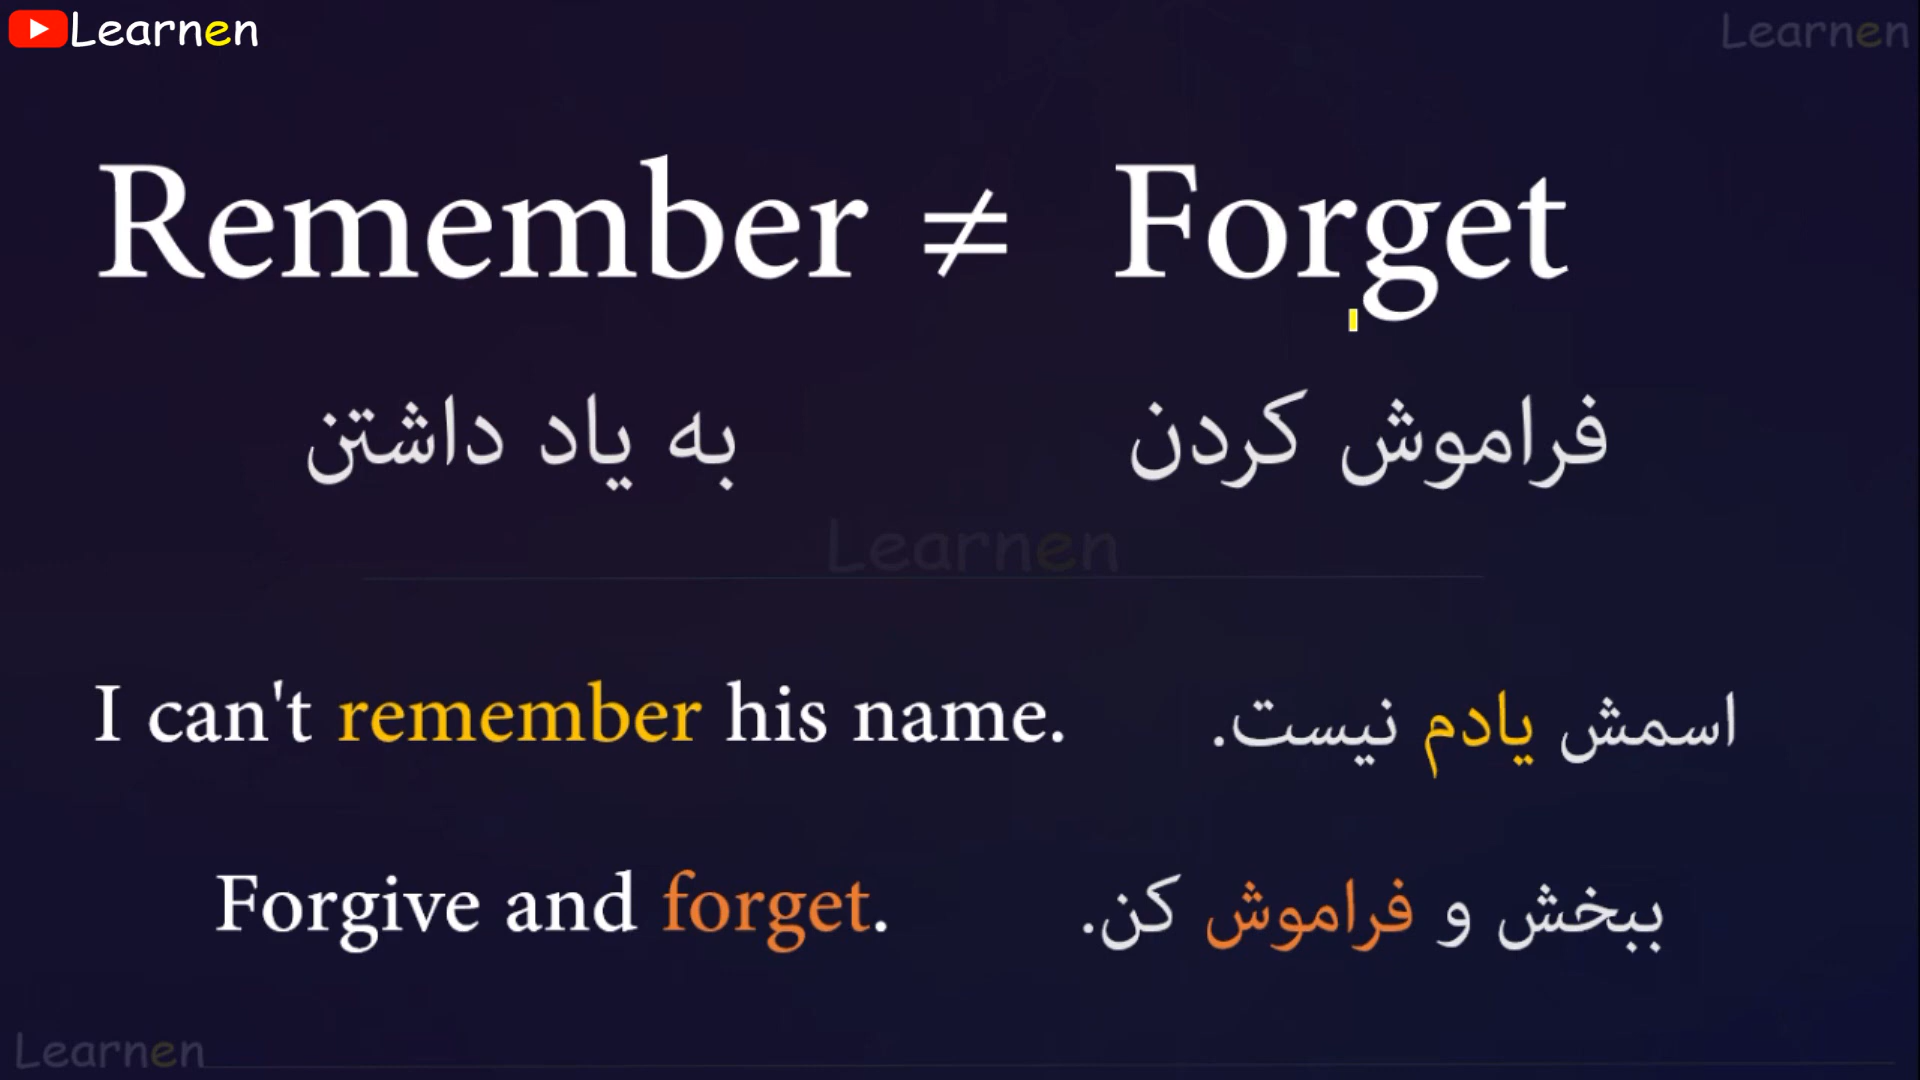 Learnen
Learnen
Remember ≠ Forget
به یاد داشتن
فراموش کردن
Learnen
I can't remember his name.
اسمش یادم نیست.
Forgive and forget.
ببخش و فراموش کن.
Learnen